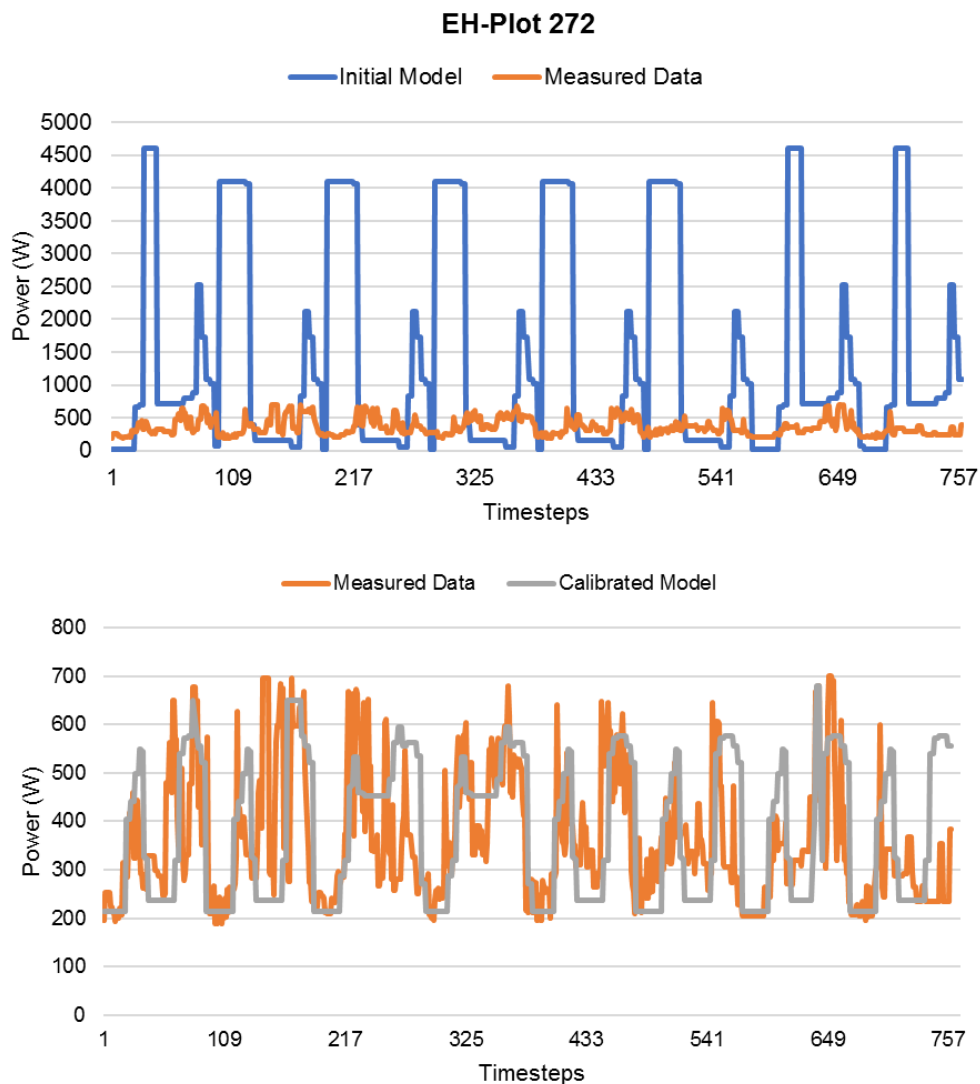 EH-Plot 272
Initial Model Measured Data
5000
4500
4000
3500
3000
2500
2000
1500
1000
500
0
Power (W)
1 109 217 325 433 541 649 757
Timesteps
Measured Data Calibrated Model
800
700
600
500
400
300
200
100
0
Power (W)
1 109 217 325 433 541 649 757
Timesteps